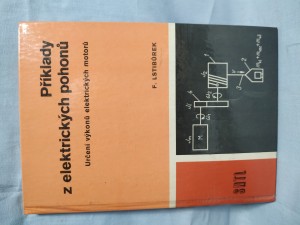 Příklady
z elektrických pohonů
Určení výkonů elektrických motorů
F. LSTIBŮREK
SNTL